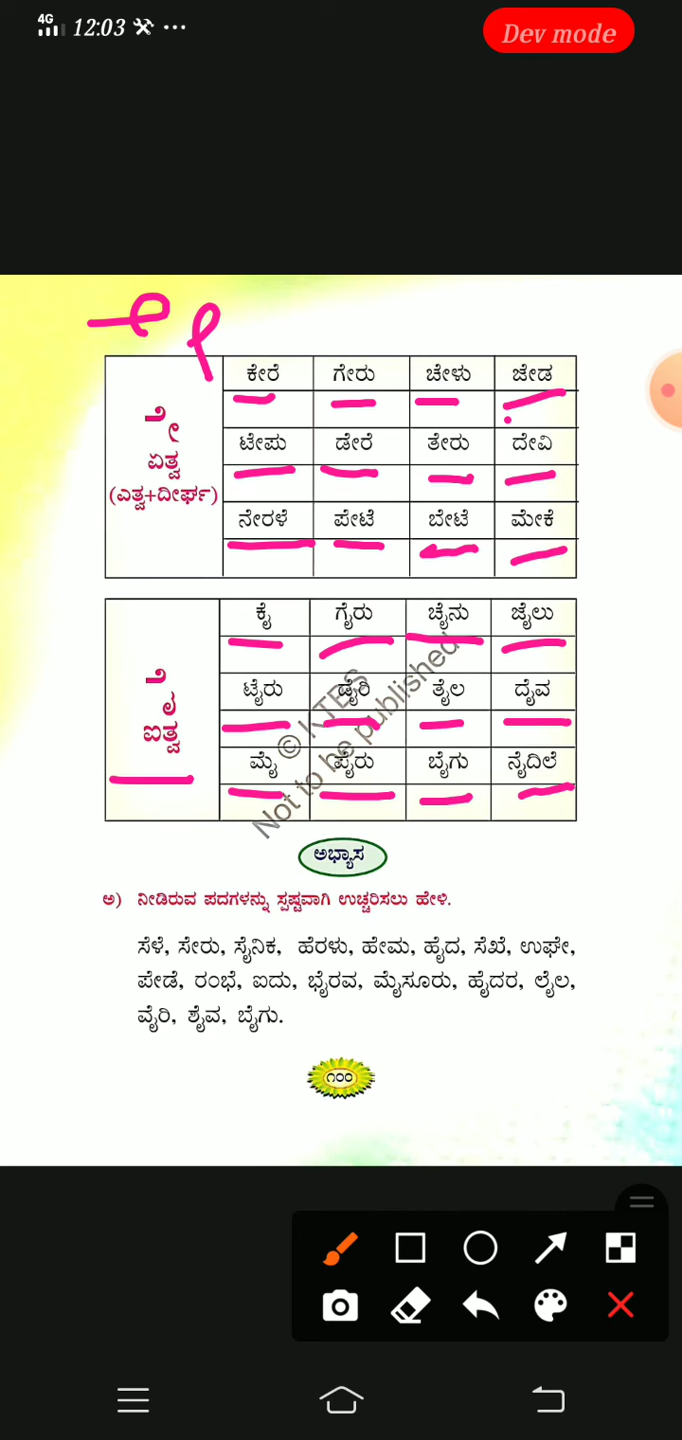 4G 12:03 ...
Dev mode
ಕೇರೆ ಗೇರು ಚೇಳು ಜೇಡ
ಏತ್ವ
(ಎತ್ವ+ದೀರ್ಘ)
ಟೇಪು ಡೇರೆ ತೇರು ದೇವಿ
ನೇರಳೆ ಪೇಟೆ ಬೇಟೆ ಮೇಕೆ
ಕೈ ಗೈರು ಚೈನು ಜೈಲು
ಐತ್ವ
ಟೈರು ಡೈರಿ ತೈಲ ದೈವ
ಮೈ ಪೈರು ಬೈಗು ನೈದಿಲೆ
© KTBS
Not to be published
ಅಭ್ಯಾಸ
ಅ) ನೀಡಿರುವ ಪದಗಳನ್ನು ಸ್ಪಷ್ಟವಾಗಿ ಉಚ್ಚರಿಸಲು ಹೇಳಿ.
ಸೆಳೆ, ಸೇರು, ಸೈನಿಕ, ಹೆರಳು, ಹೇಮ, ಹೈದ, ಸೆಖೆ, ಉಘೇ,
ಪೇಡೆ, ರಂಭೆ, ಐದು, ಭೈರವ, ಮೈಸೂರು, ಹೈದರ, ಲೈಲ,
ವೈರಿ, ಶೈವ, ಬೈಗು.
೧೦೦